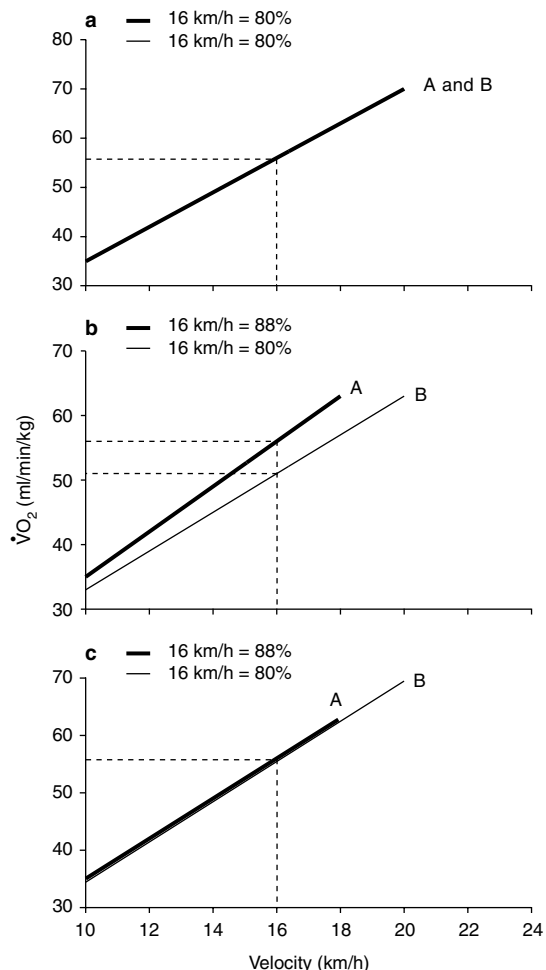 a 16 km/h = 80%
16 km/h = 80%
80
70
60
50
40
30
A and B
b 16 km/h = 88%
16 km/h = 80%
70
60
50
40
30
A
B
V̇O₂ (ml/min/kg)
c 16 km/h = 88%
16 km/h = 80%
70
60
50
40
30
A
B
10 12 14 16 18 20 22 24
Velocity (km/h)